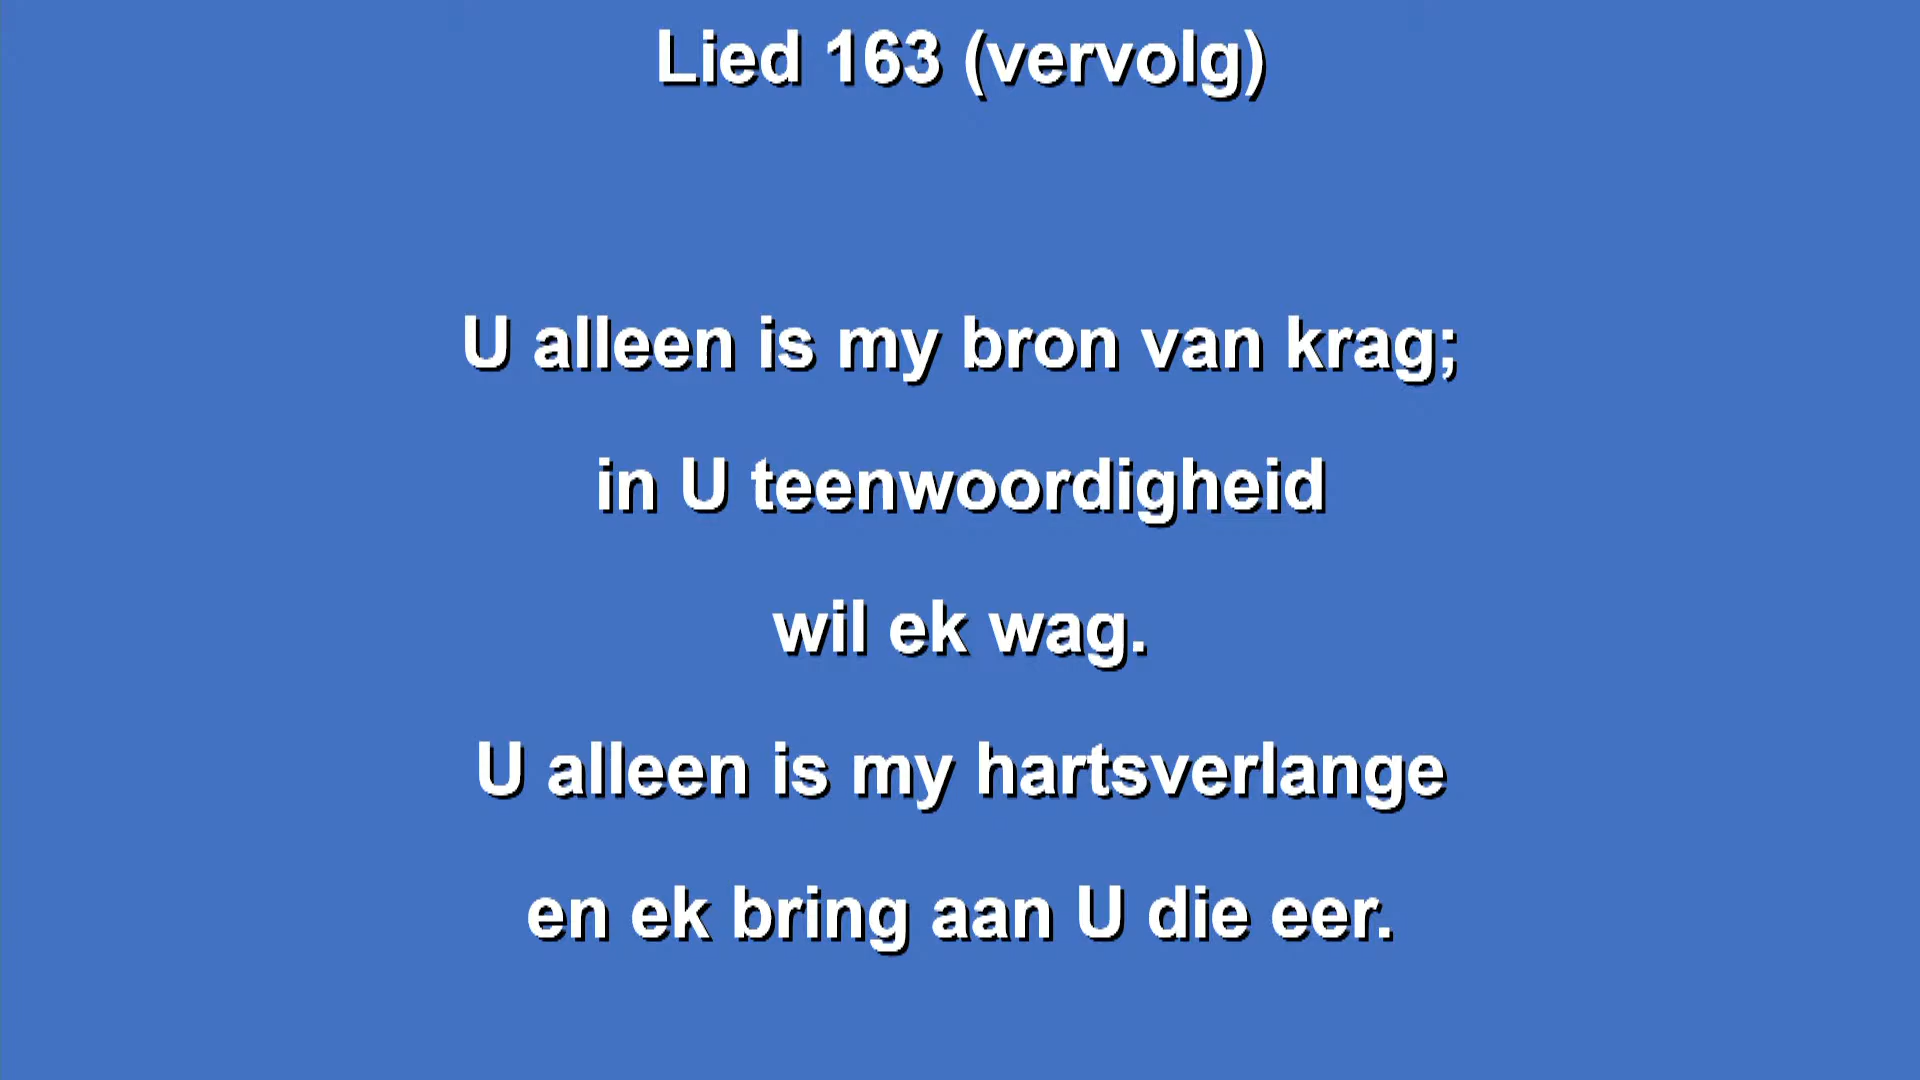 Lied 163 (vervolg)
U alleen is my bron van krag;
in U teenwoordigheid
wil ek wag.
U alleen is my hartsverlange
en ek bring aan U die eer.